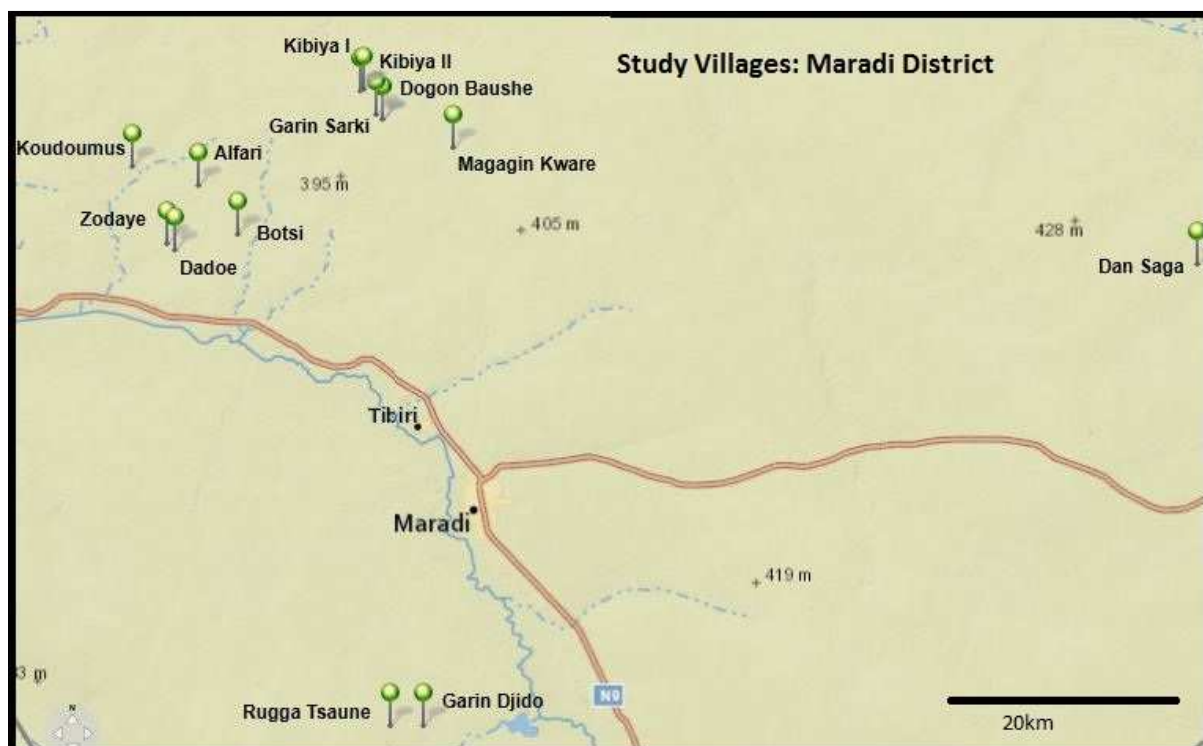 Kibiya I
Study Villages: Maradi District
Kibiya II
Dogon Baushe
Garin Sarki
Koudoumus
Alfari
Magagin Kware
395 m
Zodaye
Botsi
405 m
428 m
Dadoe
Dan Saga
Tibiri
Maradi
419 m
3 m
N
Rugga Tsaune
Garin Djido
N9
20km